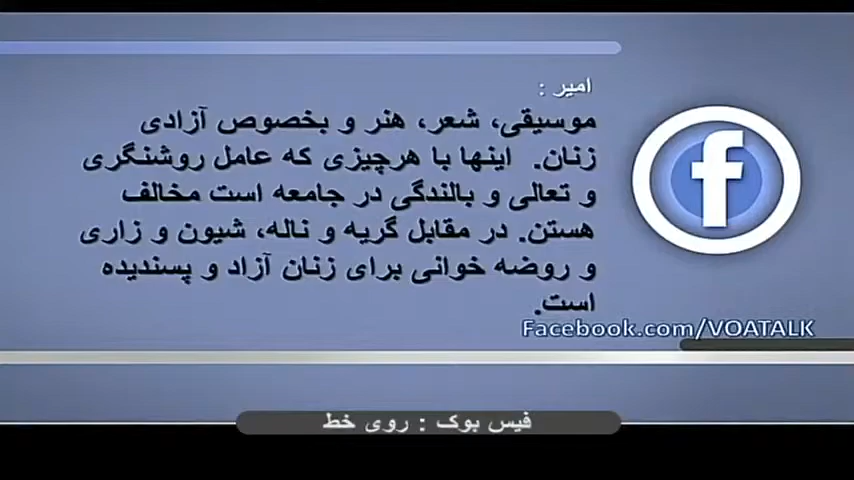 امیر :
موسیقی، شعر، هنر و بخصوص آزادی
زنان. اینها با هرچیزی که عامل روشنگری
و تعالی و بالندگی در جامعه است مخالف
هستن. در مقابل گریه و ناله، شیون و زاری
و روضه خوانی برای زنان آزاد و پسندیده
است.
Facebook.com/VOATALK
فیس بوک : روی خط